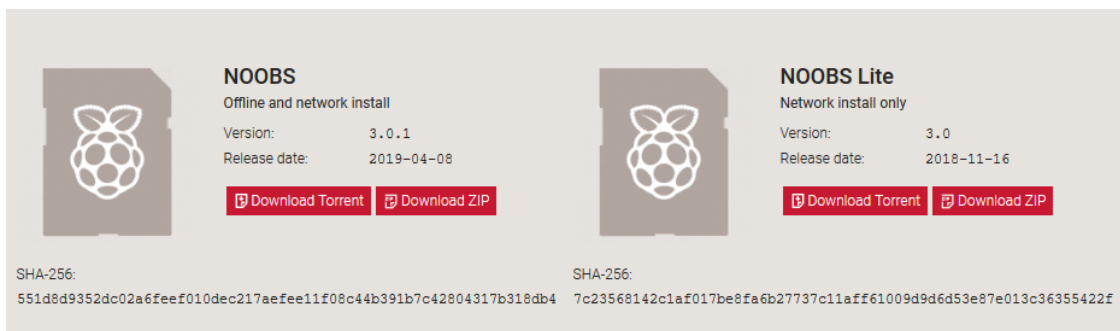 NOOBS
Offline and network install
Version: 3.0.1
Release date: 2019-04-08
Download Torrent Download ZIP
SHA-256:
551d8d9352dc02a6feef010dec217aefee11f08c44b391b7c42804317b318db4
NOOBS Lite
Network install only
Version: 3.0
Release date: 2018-11-16
Download Torrent Download ZIP
SHA-256:
7c23568142c1af017be8fa6b27737c11aff61009d9d6d53e87e013c36355422f